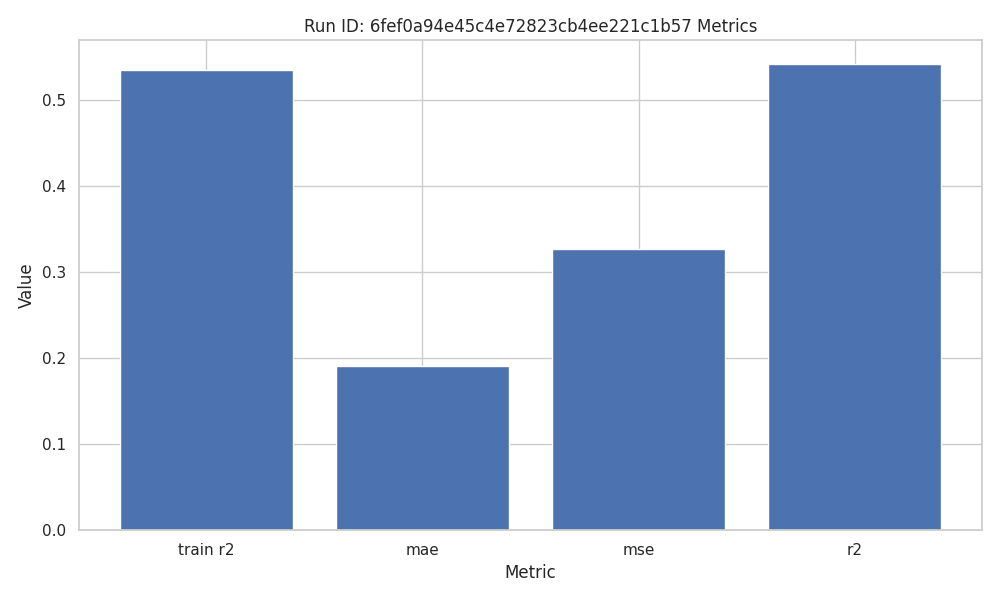 Run ID: 6fef0a94e45c4e72823cb4ee221c1b57 Metrics
Value
0.5
0.4
0.3
0.2
0.1
0.0
train r2
mae
mse
r2
Metric